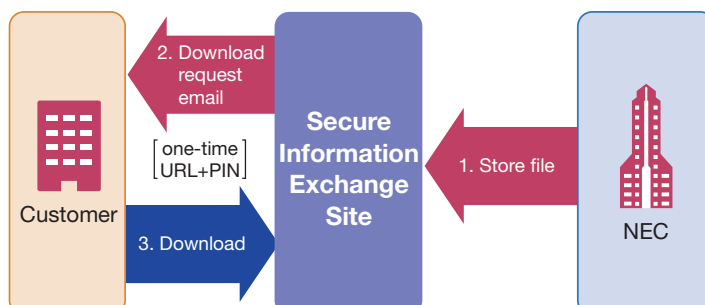 2. Download
request
email
[one-time
URL+PIN]
Customer
3. Download
Secure
Information
Exchange
Site
1. Store file
NEC